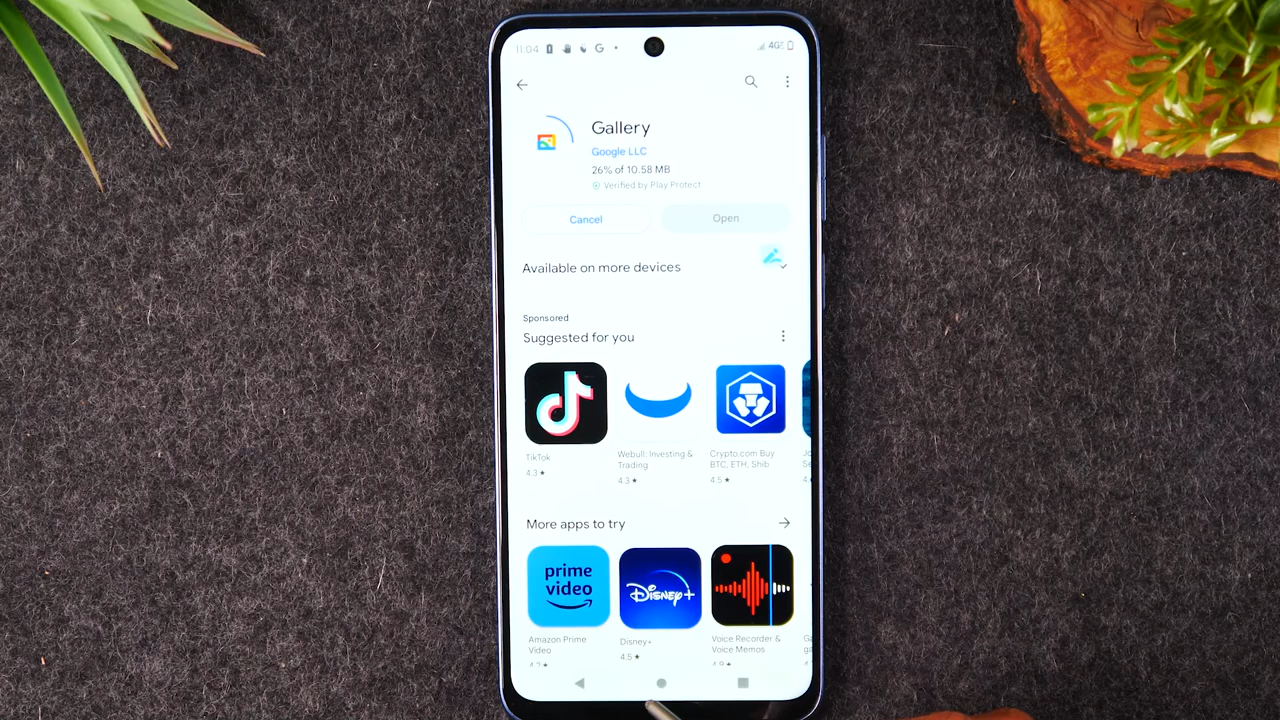 11:04
G
4G
Gallery
Google LLC
26% of 10.58 MB
Verified by Play Protect
Cancel
Open
Available on more devices
Sponsored
Suggested for you
TikTok
4.3★
Webull: Investing &
Trading
4.3★
Crypto.com Buy
BTC, ETH, Shib
4.5★
More apps to try
prime
video
Disney+
Amazon Prime
Video
Disney+
4.5★
Voice Recorder &
Voice Memos